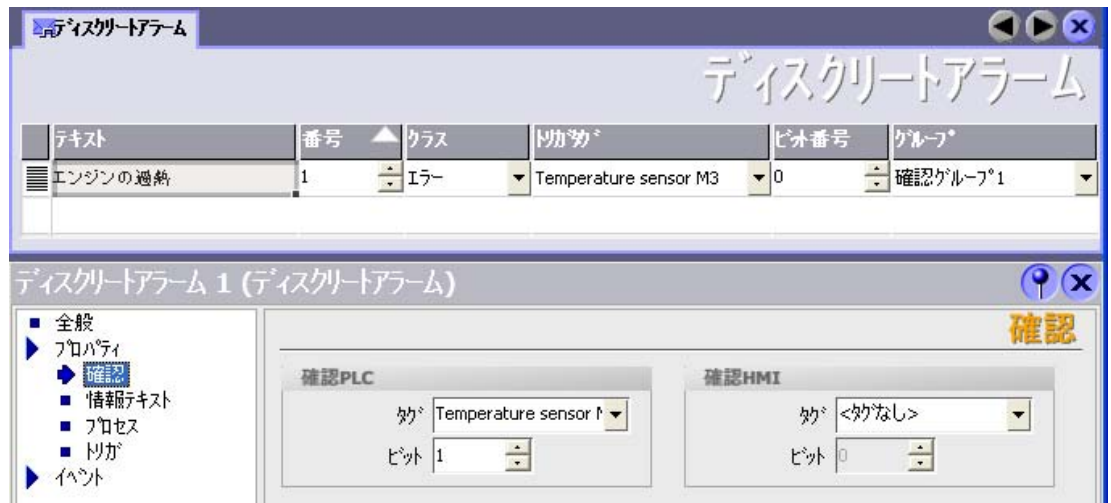 ディスクリートアラーム
ディスクリートアラーム
テキスト 番号 クラス トリガタグ ビット番号 グループ
エンジンの過熱 1 エラー Temperature sensor M3 0 確認グループ1
ディスクリートアラーム 1 (ディスクリートアラーム)
全般
プロパティ
確認
情報テキスト
プロセス
トリガ
イベント
確認
確認PLC
タグ Temperature sensor M
ビット 1
確認HMI
タグ <タグなし>
ビット 0